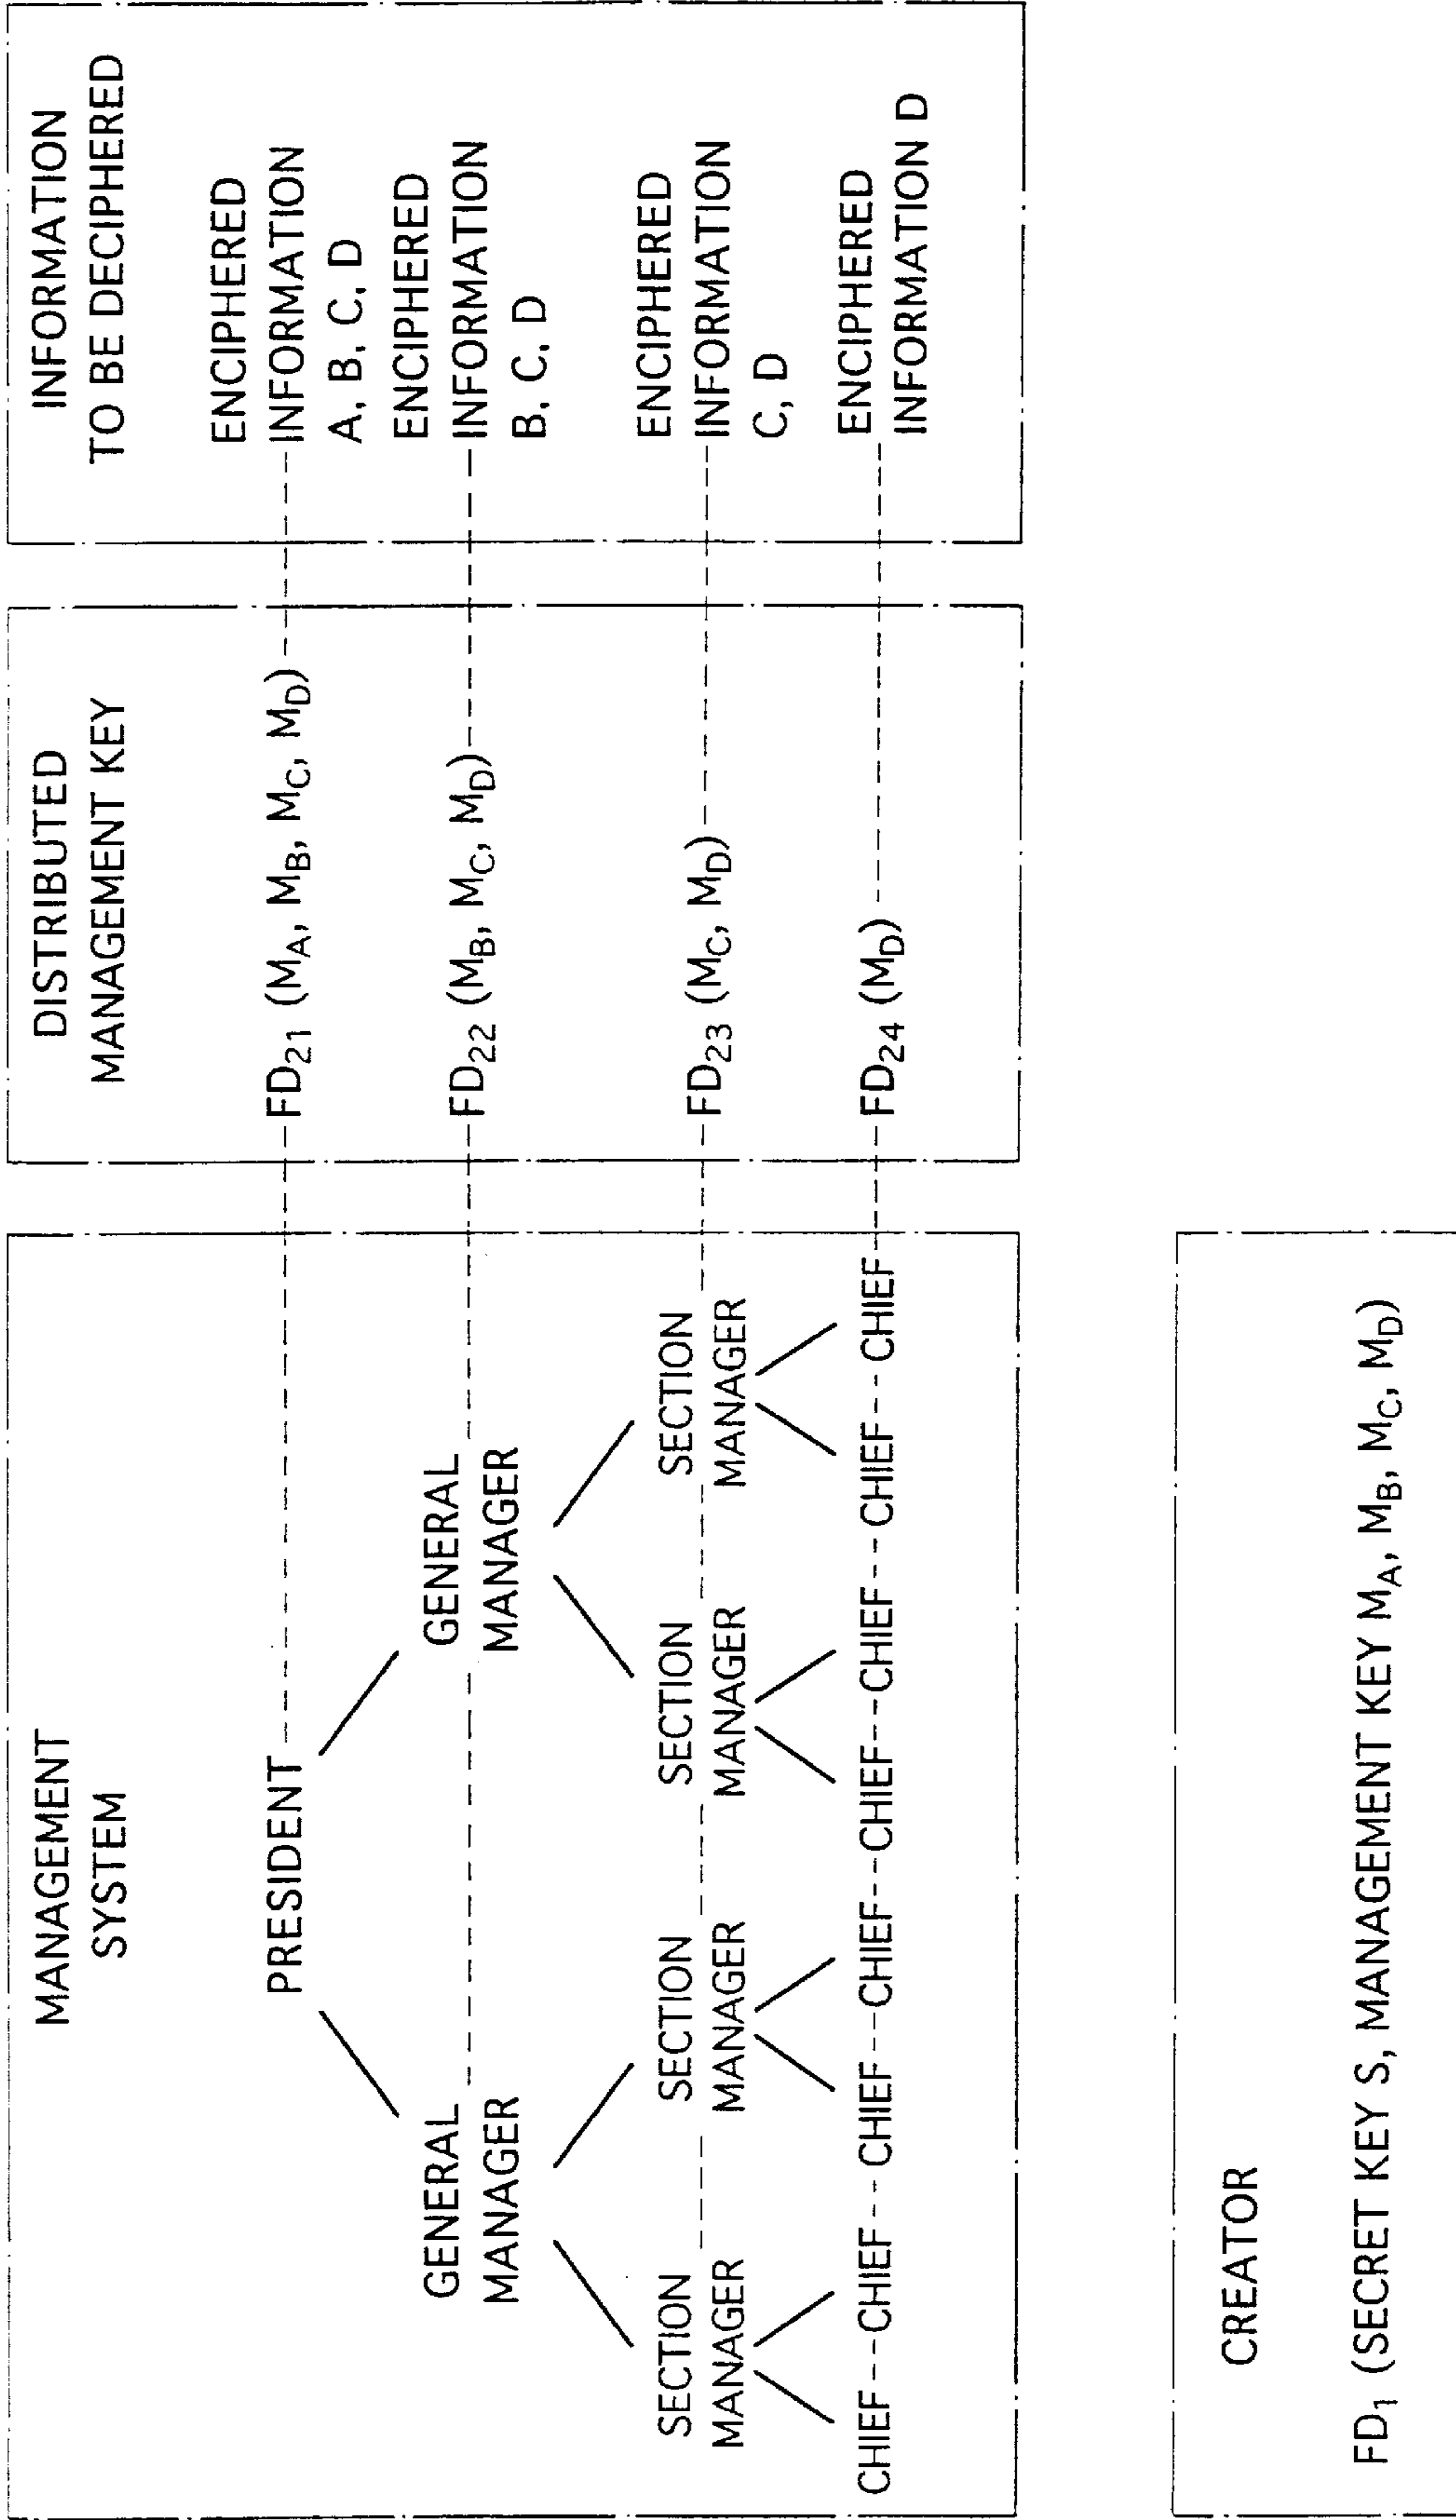 MANAGEMENT
SYSTEM
PRESIDENT
GENERAL
MANAGER
GENERAL
MANAGER
SECTION
MANAGER
SECTION
MANAGER
SECTION
MANAGER
SECTION
MANAGER
CHIEF CHIEF CHIEF CHIEF CHIEF CHIEF CHIEF CHIEF
DISTRIBUTED
MANAGEMENT KEY
FD21 (MA, MB, MC, MD)
FD22 (MB, MC, MD)
FD23 (MC, MD)
FD24 (MD)
INFORMATION
TO BE DECIPHERED
ENCIPHERED
INFORMATION
A, B, C, D
ENCIPHERED
INFORMATION
B, C, D
ENCIPHERED
INFORMATION
C, D
ENCIPHERED
INFORMATION D
CREATOR
FD1 (SECRET KEY S, MANAGEMENT KEY MA, MB, MC, MD)